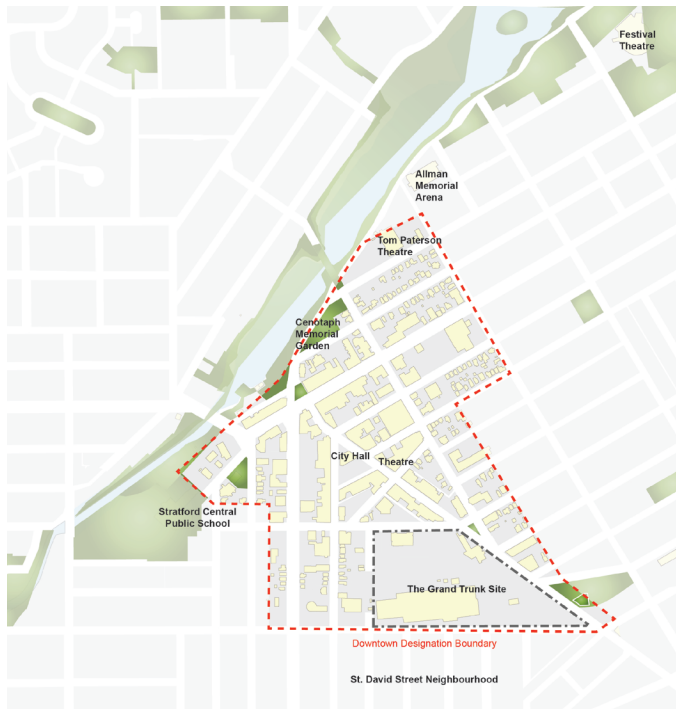 Festival
Theatre
Allman
Memorial
Arena
Tom Paterson
Theatre
Cenotaph
Memorial
Garden
City Hall
Theatre
Stratford Central
Public School
The Grand Trunk Site
Downtown Designation Boundary
St. David Street Neighbourhood